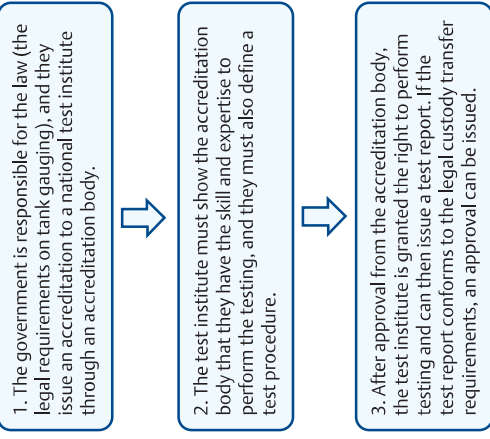 1. The government is responsible for the law (the
legal requirements on tank gauging), and they
issue an accreditation to a national test institute
through an accreditation body.
2. The test institute must show the accreditation
body that they have the skill and expertise to
perform the testing, and they must also define a
test procedure.
3. After approval from the accreditation body,
the test institute is granted the right to perform
testing and can then issue a test report. If the
test report conforms to the legal custody transfer
requirements, an approval can be issued.